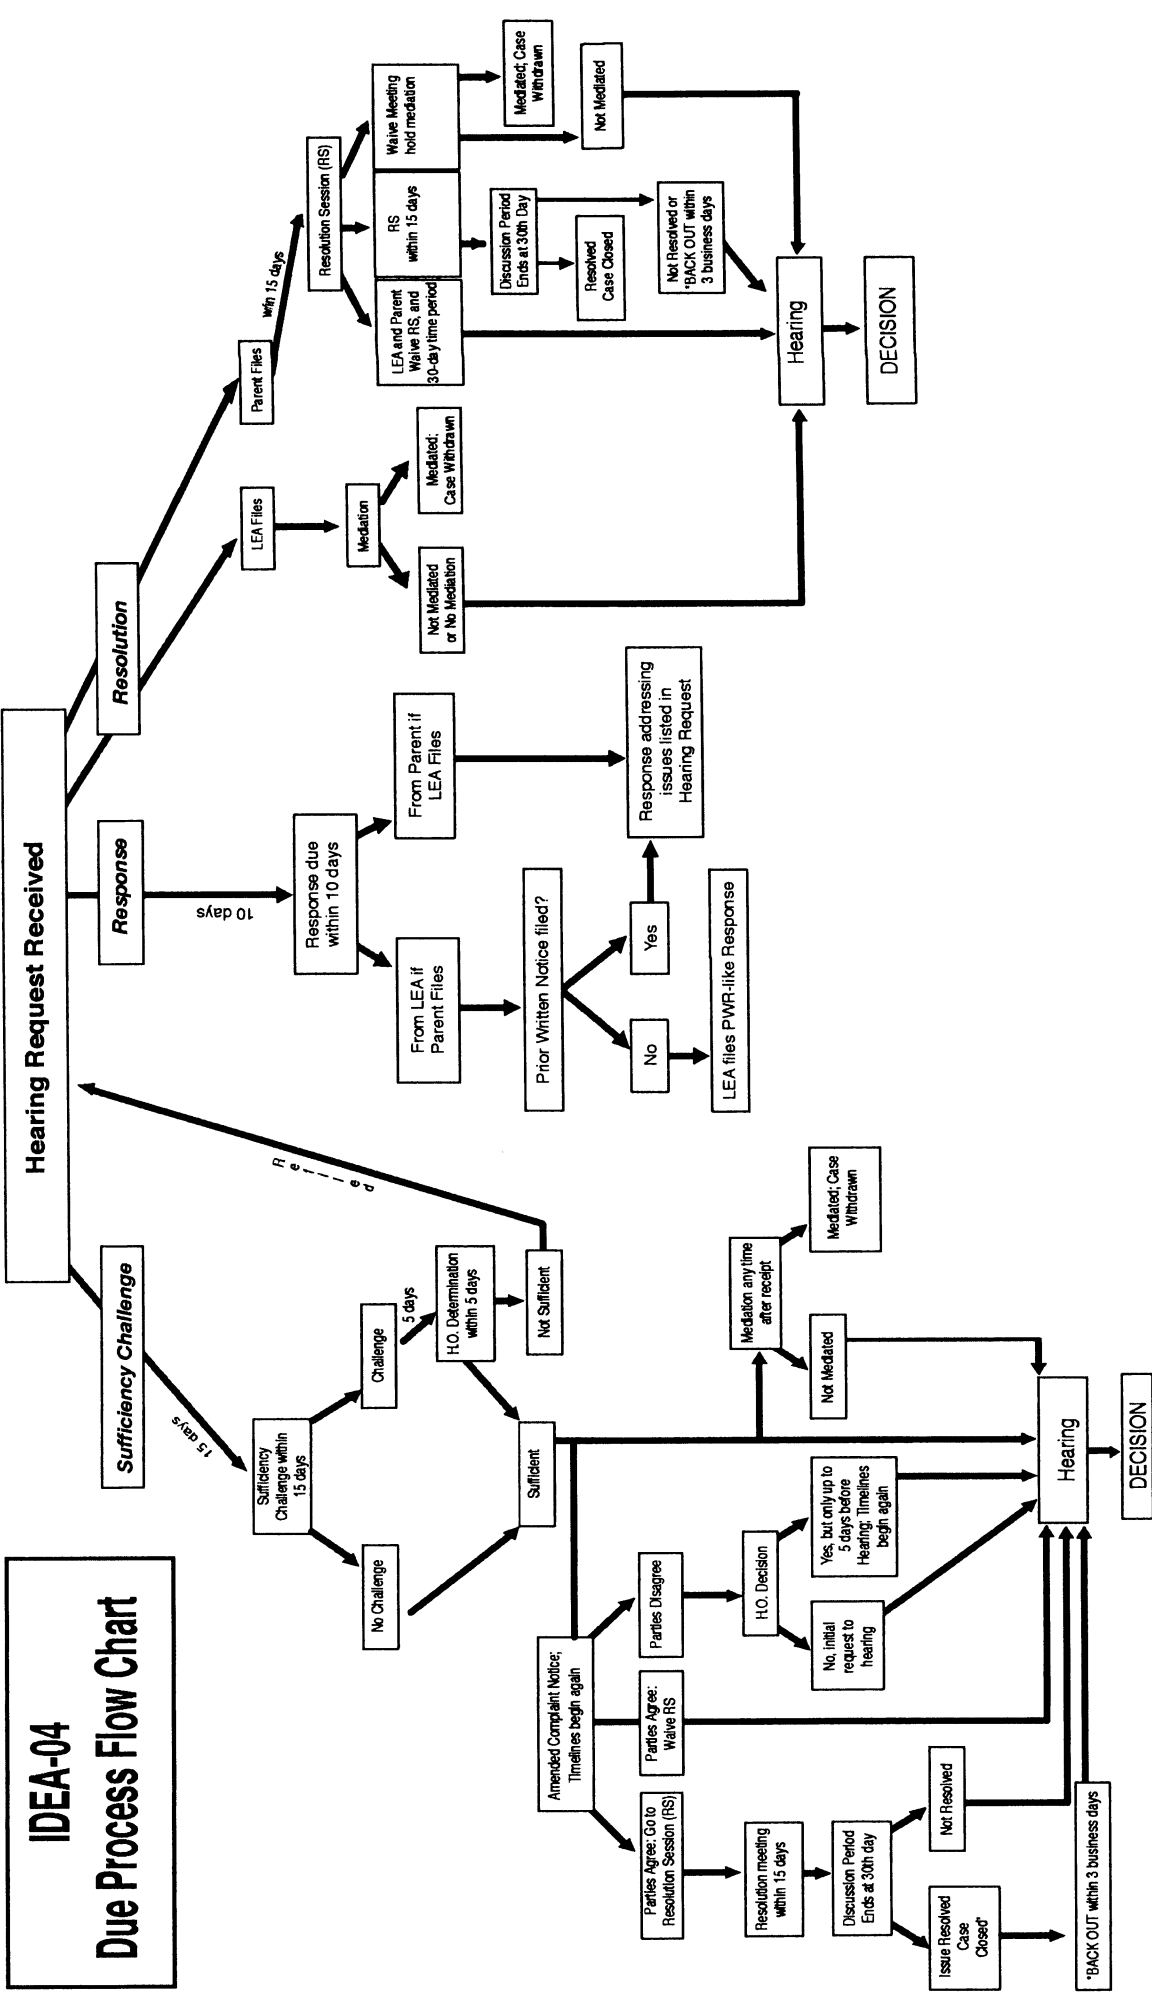 IDEA-04
Due Process Flow Chart
Hearing Request Received
Sufficiency Challenge
15 days
Sufficiency
Challenge within
15 days
No Challenge
Challenge
5 days
H.O. Determination
within 5 days
Not Sufficient
Refiled
Sufficient
Amended Complaint Notice;
Timelines begin again
Parties Agree: Go to
Resolution Session (RS)
Resolution meeting
within 15 days
Discussion Period
Ends at 30th day
Issue Resolved
Case
Closed*
Not Resolved
*BACK OUT within 3 business days
Parties Agree:
Waive RS
Parties Disagree
H.O. Decision
No, initial
request to
hearing
Yes, but only up to
5 days before
Hearing; Timelines
begin again
Mediation any time
after receipt
Not Mediated
Mediated; Case
Withdrawn
Hearing
DECISION
Response
10 days
Response due
within 10 days
From LEA if
Parent Files
From Parent if
LEA Files
Prior Written Notice filed?
No
Yes
LEA files PWR-like Response
Response addressing
issues listed in
Hearing Request
Resolution
LEA Files
Mediation
Not Mediated
or No Mediation
Mediated;
Case Withdrawn
Parent Files
w/in 15 days
Resolution Session (RS)
LEA and Parent
Waive RS, and
30-day time period
RS
within 15 days
Waive Meeting
hold mediation
Discussion Period
Ends at 30th Day
Resolved
Case Closed
Not Resolved or
*BACK OUT within
3 business days
Mediated; Case
Withdrawn
Not Mediated
Hearing
DECISION